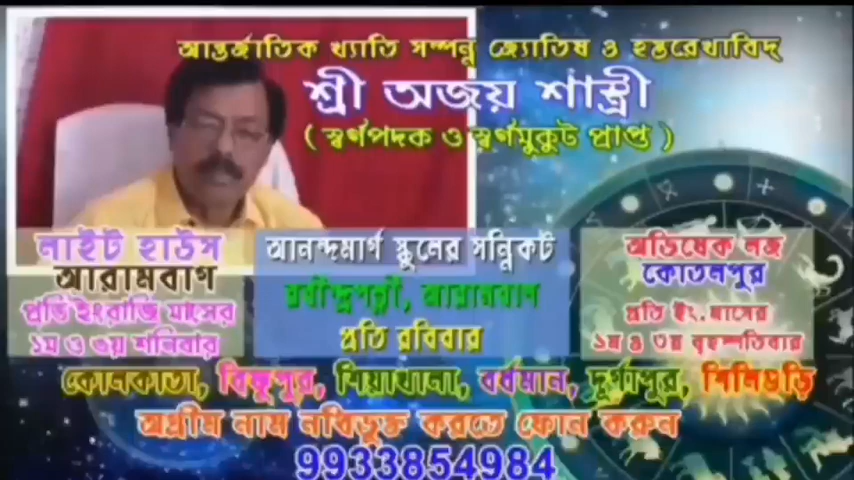 আন্তর্জাতিক খ্যাতি সম্পন্ন জ্যোতিষ ও হস্তরেখাবিদ্
শ্রী অজয় শাস্ত্রী
( স্বর্ণপদক ও স্বর্ণমুকুট প্রাপ্ত )
লাইট হাউস
আরামবাগ
প্রতি ইংরাজি মাসের
১ম ও ৩য় শনিবার
আনন্দমার্গ স্কুলের সন্নিকট
রবীন্দ্রপল্লী, আরামবাগ
প্রতি রবিবার
অভিষেক লজ
কোতলপুর
প্রতি ইং.মাসের
১ম ও ৩য় বৃহস্পতিবার
কোলকাতা, বিষ্ণুপুর, শিয়াখালা, বর্ধমান, দুর্গাপুর, শিলিগুড়ি
অগ্রীম নাম নথিভুক্ত করতে ফোন করুন
9933854984